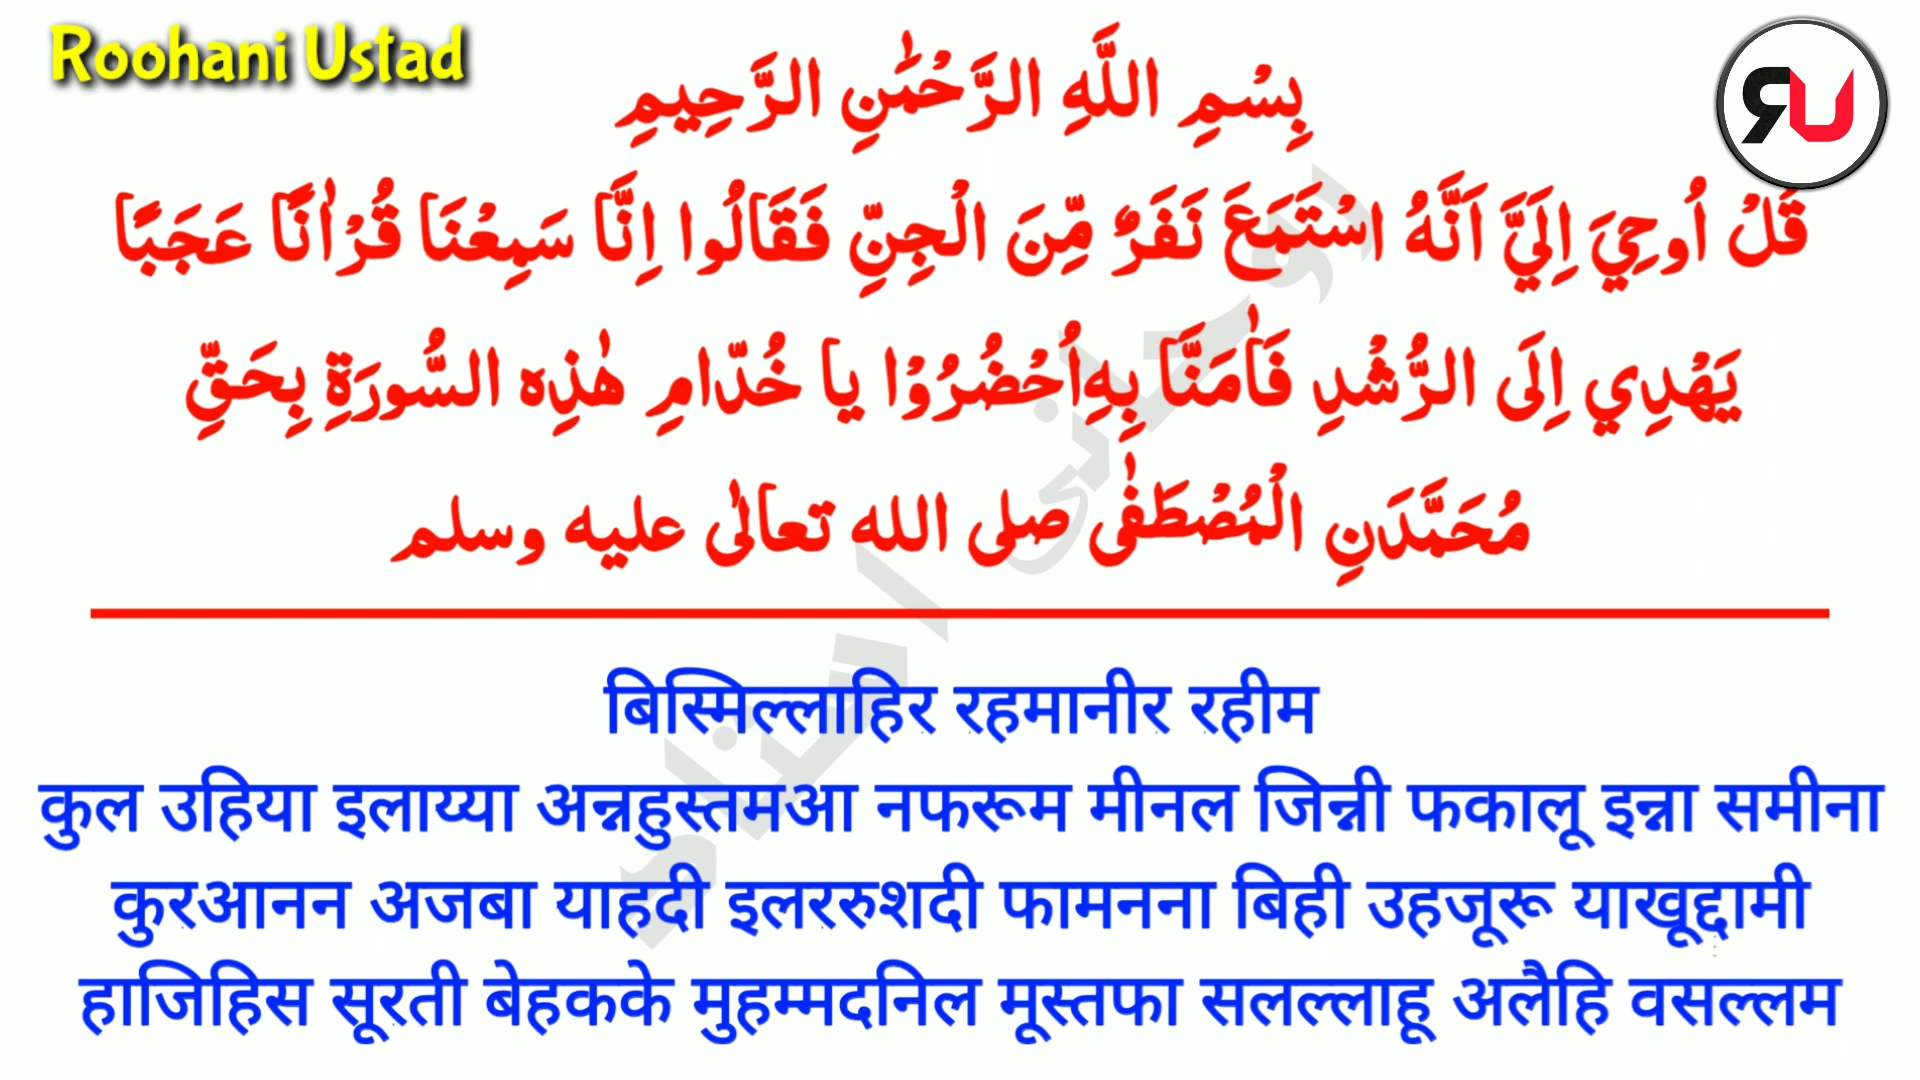 Roohani Ustad
بِسْمِ اللَّهِ الرَّحْمٰنِ الرَّحِيمِ
قُلْ اُوحِيَ اِلَيَّ اَنَّهُ اسْتَمَعَ نَفَرٌ مِّنَ الْجِنِّ فَقَالُوا اِنَّا سَمِعْنَا قُرْاٰنًا عَجَبًا
يَهْدِي اِلَى الرُّشْدِ فَاٰمَنَّا بِهِ اُحْضُرُوْا يا خُدّامِ هٰذِه السُّورَةِ بِحَقِّ
مُحَمَّدَنِ الْمُصْطَفٰى صلى الله تعالىٰ عليه وسلم
روحانی استاد
बिस्मिल्लाहिर रहमानीर रहीम
कुल उहिया इलाय्या अन्नहुस्तमआ नफरूम मीनल जिन्नी फकालू इन्ना समीना
कुरआनन अजबा याहदी इलररुशदी फामनना बिही उहजूरू याखूद्दामी
हाजिहिस सूरती बेहकके मुहम्मदनिल मूस्तफा सलल्लाहू अलैहि वसल्लम